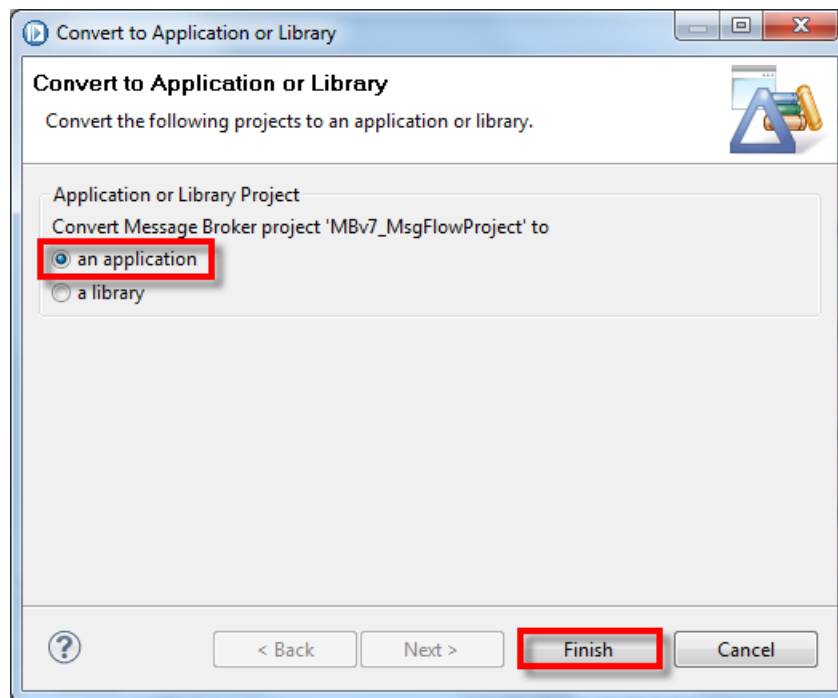 Convert to Application or Library
Convert to Application or Library
Convert the following projects to an application or library.
Application or Library Project
Convert Message Broker project 'MBv7_MsgFlowProject' to
an application
a library
?
< Back Next > Finish Cancel